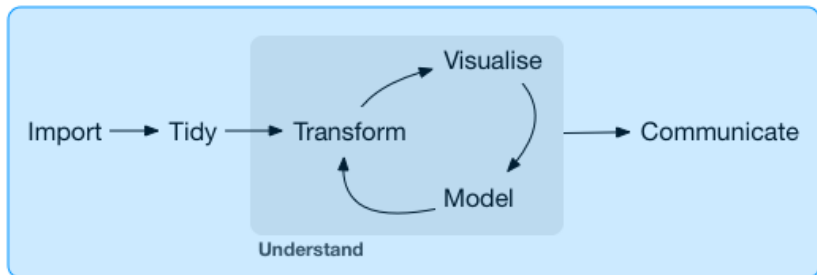 Visualise
Import
Tidy
Transform
Communicate
Model
Understand